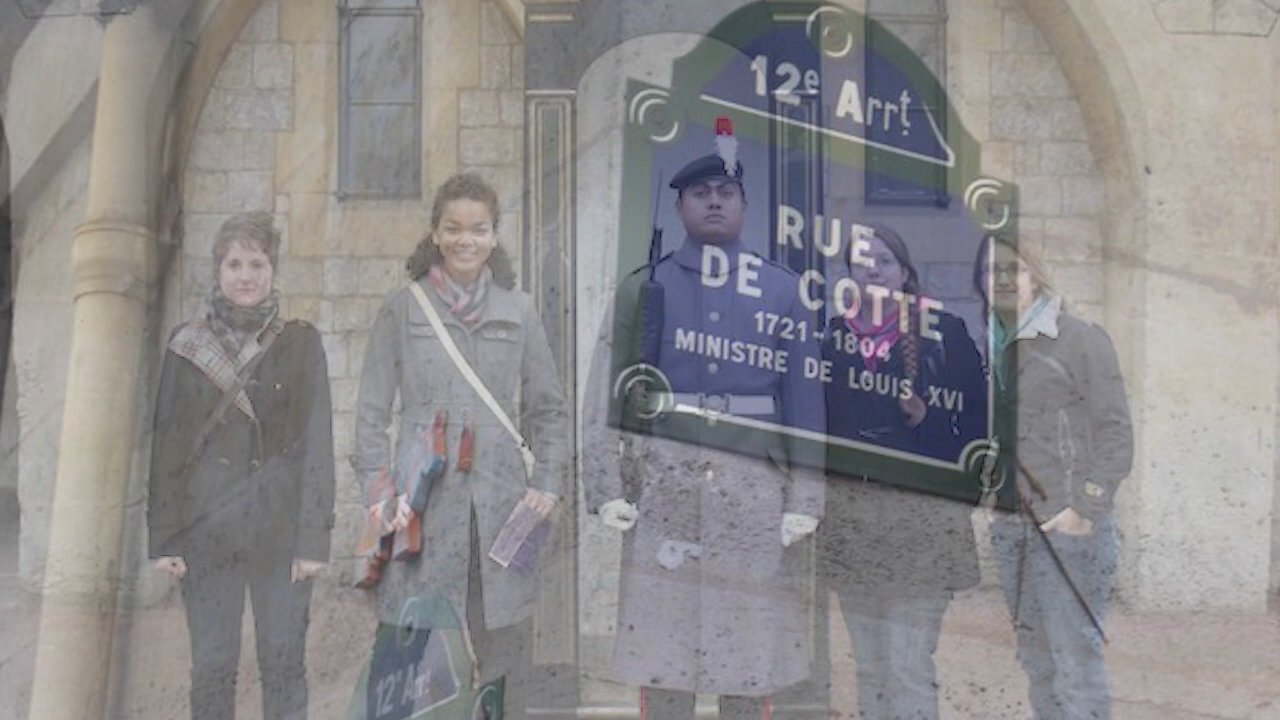 12e Arrt
RUE
DE COTTE
1721-1804
MINISTRE DE LOUIS XVI
12e Arrt